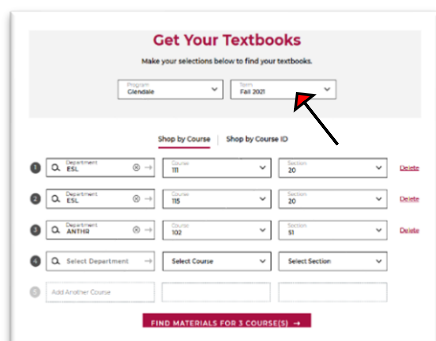 Get Your Textbooks
Make your selections below to find your textbooks.
Program Term
Glendale Fall 2021
Shop by Course Shop by Course ID
1 Department Course Section
ESL 111 20 Delete
2 Department Course Section
ESL 115 20 Delete
3 Department Course Section
ANTHR 102 51 Delete
4 Select Department → Select Course Select Section
5 Add Another Course
FIND MATERIALS FOR 3 COURSE(S) →